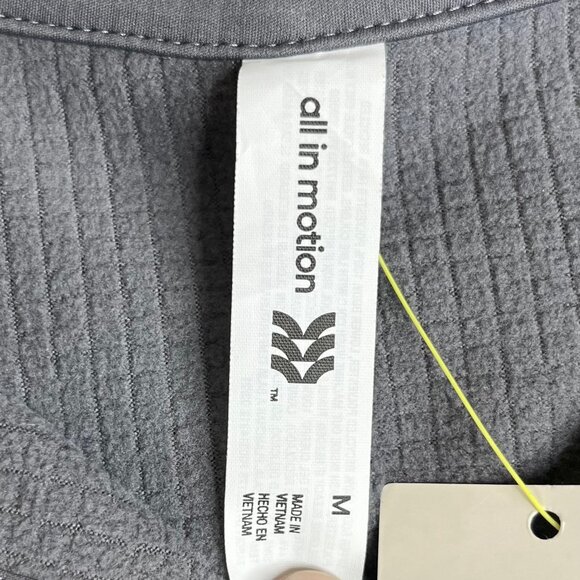 all in motion
TM
M
MADE IN
VIETNAM
HECHO EN
VIETNAM